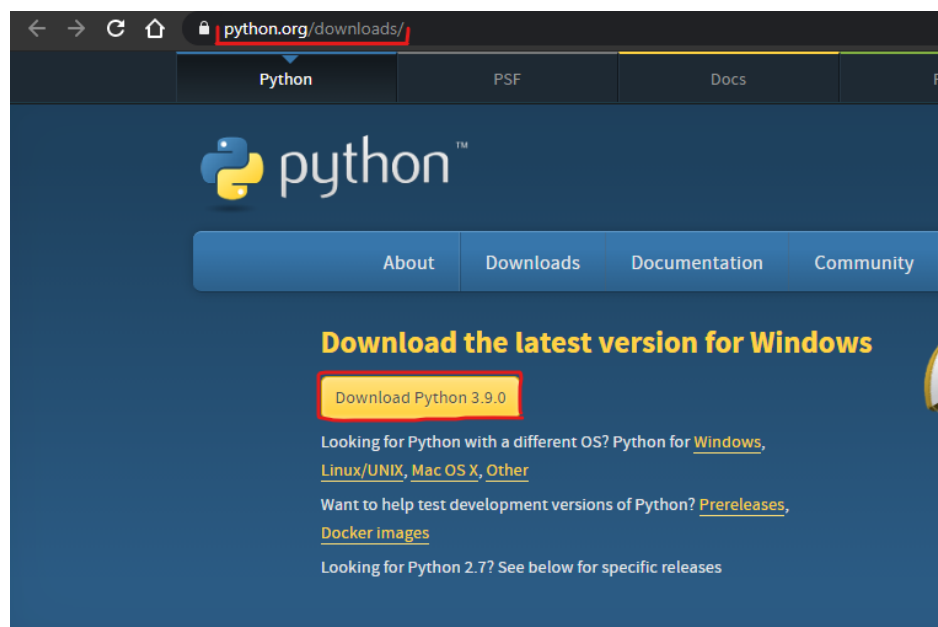 python.org/downloads/
Python PSF Docs
python™
About Downloads Documentation Community
Download the latest version for Windows
Download Python 3.9.0
Looking for Python with a different OS? Python for Windows,
Linux/UNIX, Mac OS X, Other
Want to help test development versions of Python? Prereleases,
Docker images
Looking for Python 2.7? See below for specific releases